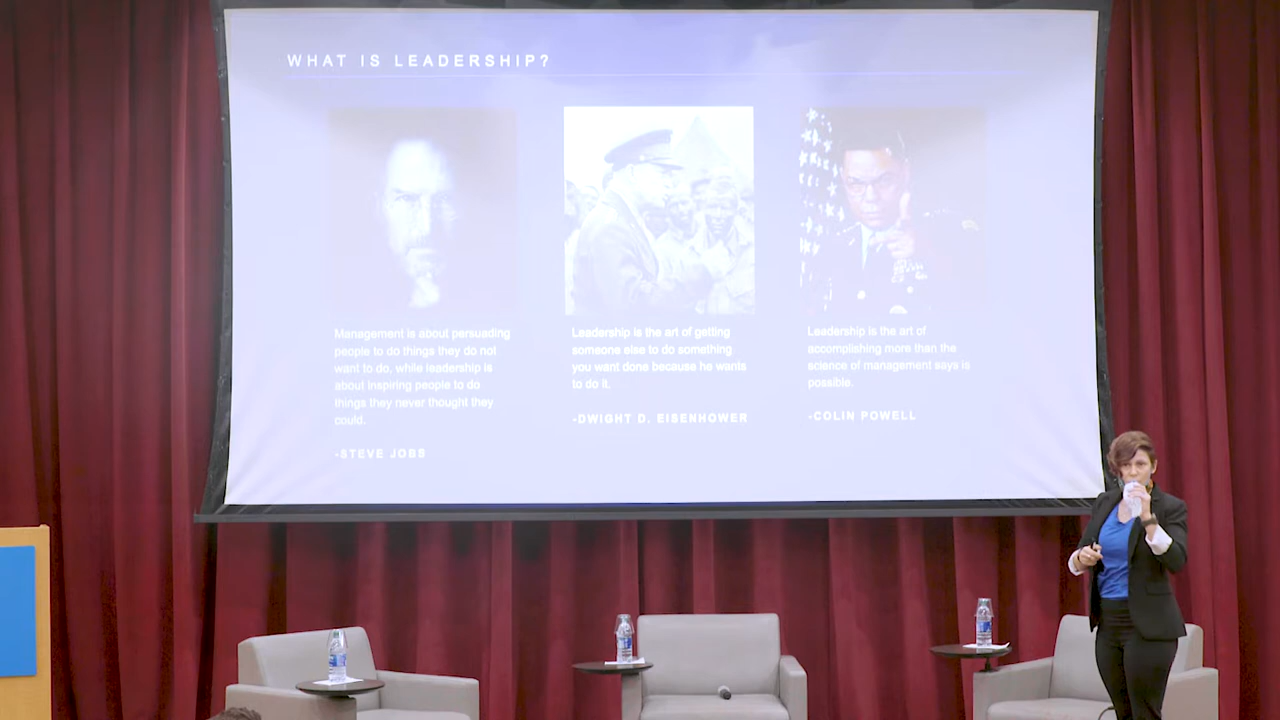 WHAT IS LEADERSHIP?
Management is about persuading
people to do things they do not
want to do, while leadership is
about inspiring people to do
things they never thought they
could.
-STEVE JOBS
Leadership is the art of getting
someone else to do something
you want done because he wants
to do it.
-DWIGHT D. EISENHOWER
Leadership is the art of
accomplishing more than the
science of management says is
possible.
-COLIN POWELL